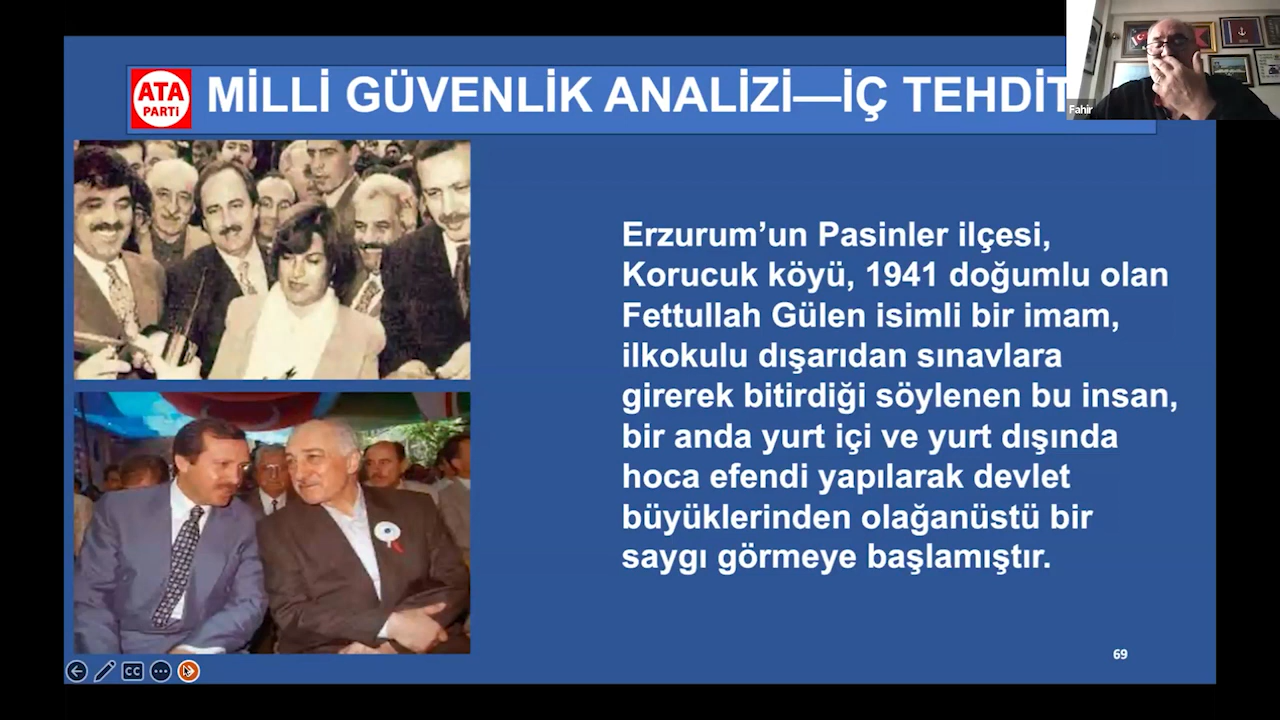 ATA
PARTİ
MİLLİ GÜVENLİK ANALİZİ—İÇ TEHDİT
Fahir
Erzurum’un Pasinler ilçesi,
Korucuk köyü, 1941 doğumlu olan
Fettullah Gülen isimli bir imam,
ilkokulu dışarıdan sınavlara
girerek bitirdiği söylenen bu insan,
bir anda yurt içi ve yurt dışında
hoca efendi yapılarak devlet
büyüklerinden olağanüstü bir
saygı görmeye başlamıştır.
CC
69